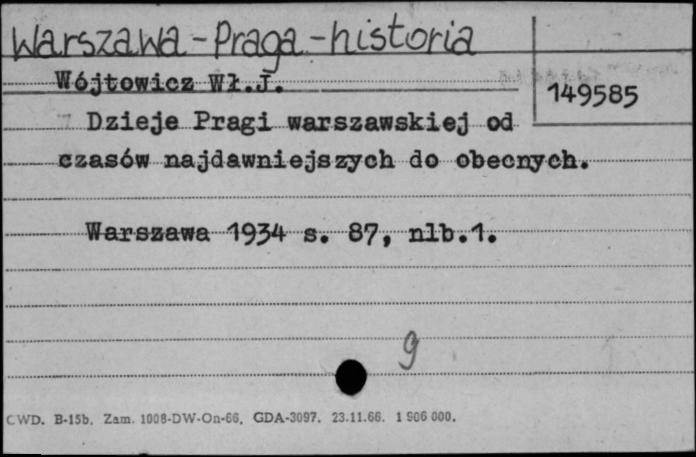 Warszawa - Praga - historia
Wójtowicz Wł.J.
149585
Dzieje Pragi warszawskiej od
czasów najdawniejszych do obecnych.
Warszawa 1934 s. 87, nlb.1.
9
CWD. B-15b. Zam. 1008-DW-On-66. GDA-3097. 23.11.66. 1 906 000.